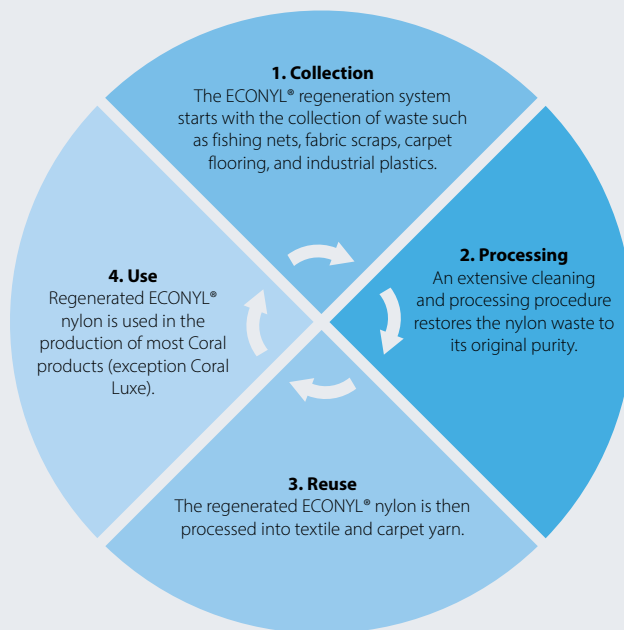 1. Collection
The ECONYL® regeneration system
starts with the collection of waste such
as fishing nets, fabric scraps, carpet
flooring, and industrial plastics.
2. Processing
An extensive cleaning
and processing procedure
restores the nylon waste to
its original purity.
3. Reuse
The regenerated ECONYL® nylon is then
processed into textile and carpet yarn.
4. Use
Regenerated ECONYL®
nylon is used in the
production of most Coral
products (exception Coral
Luxe).